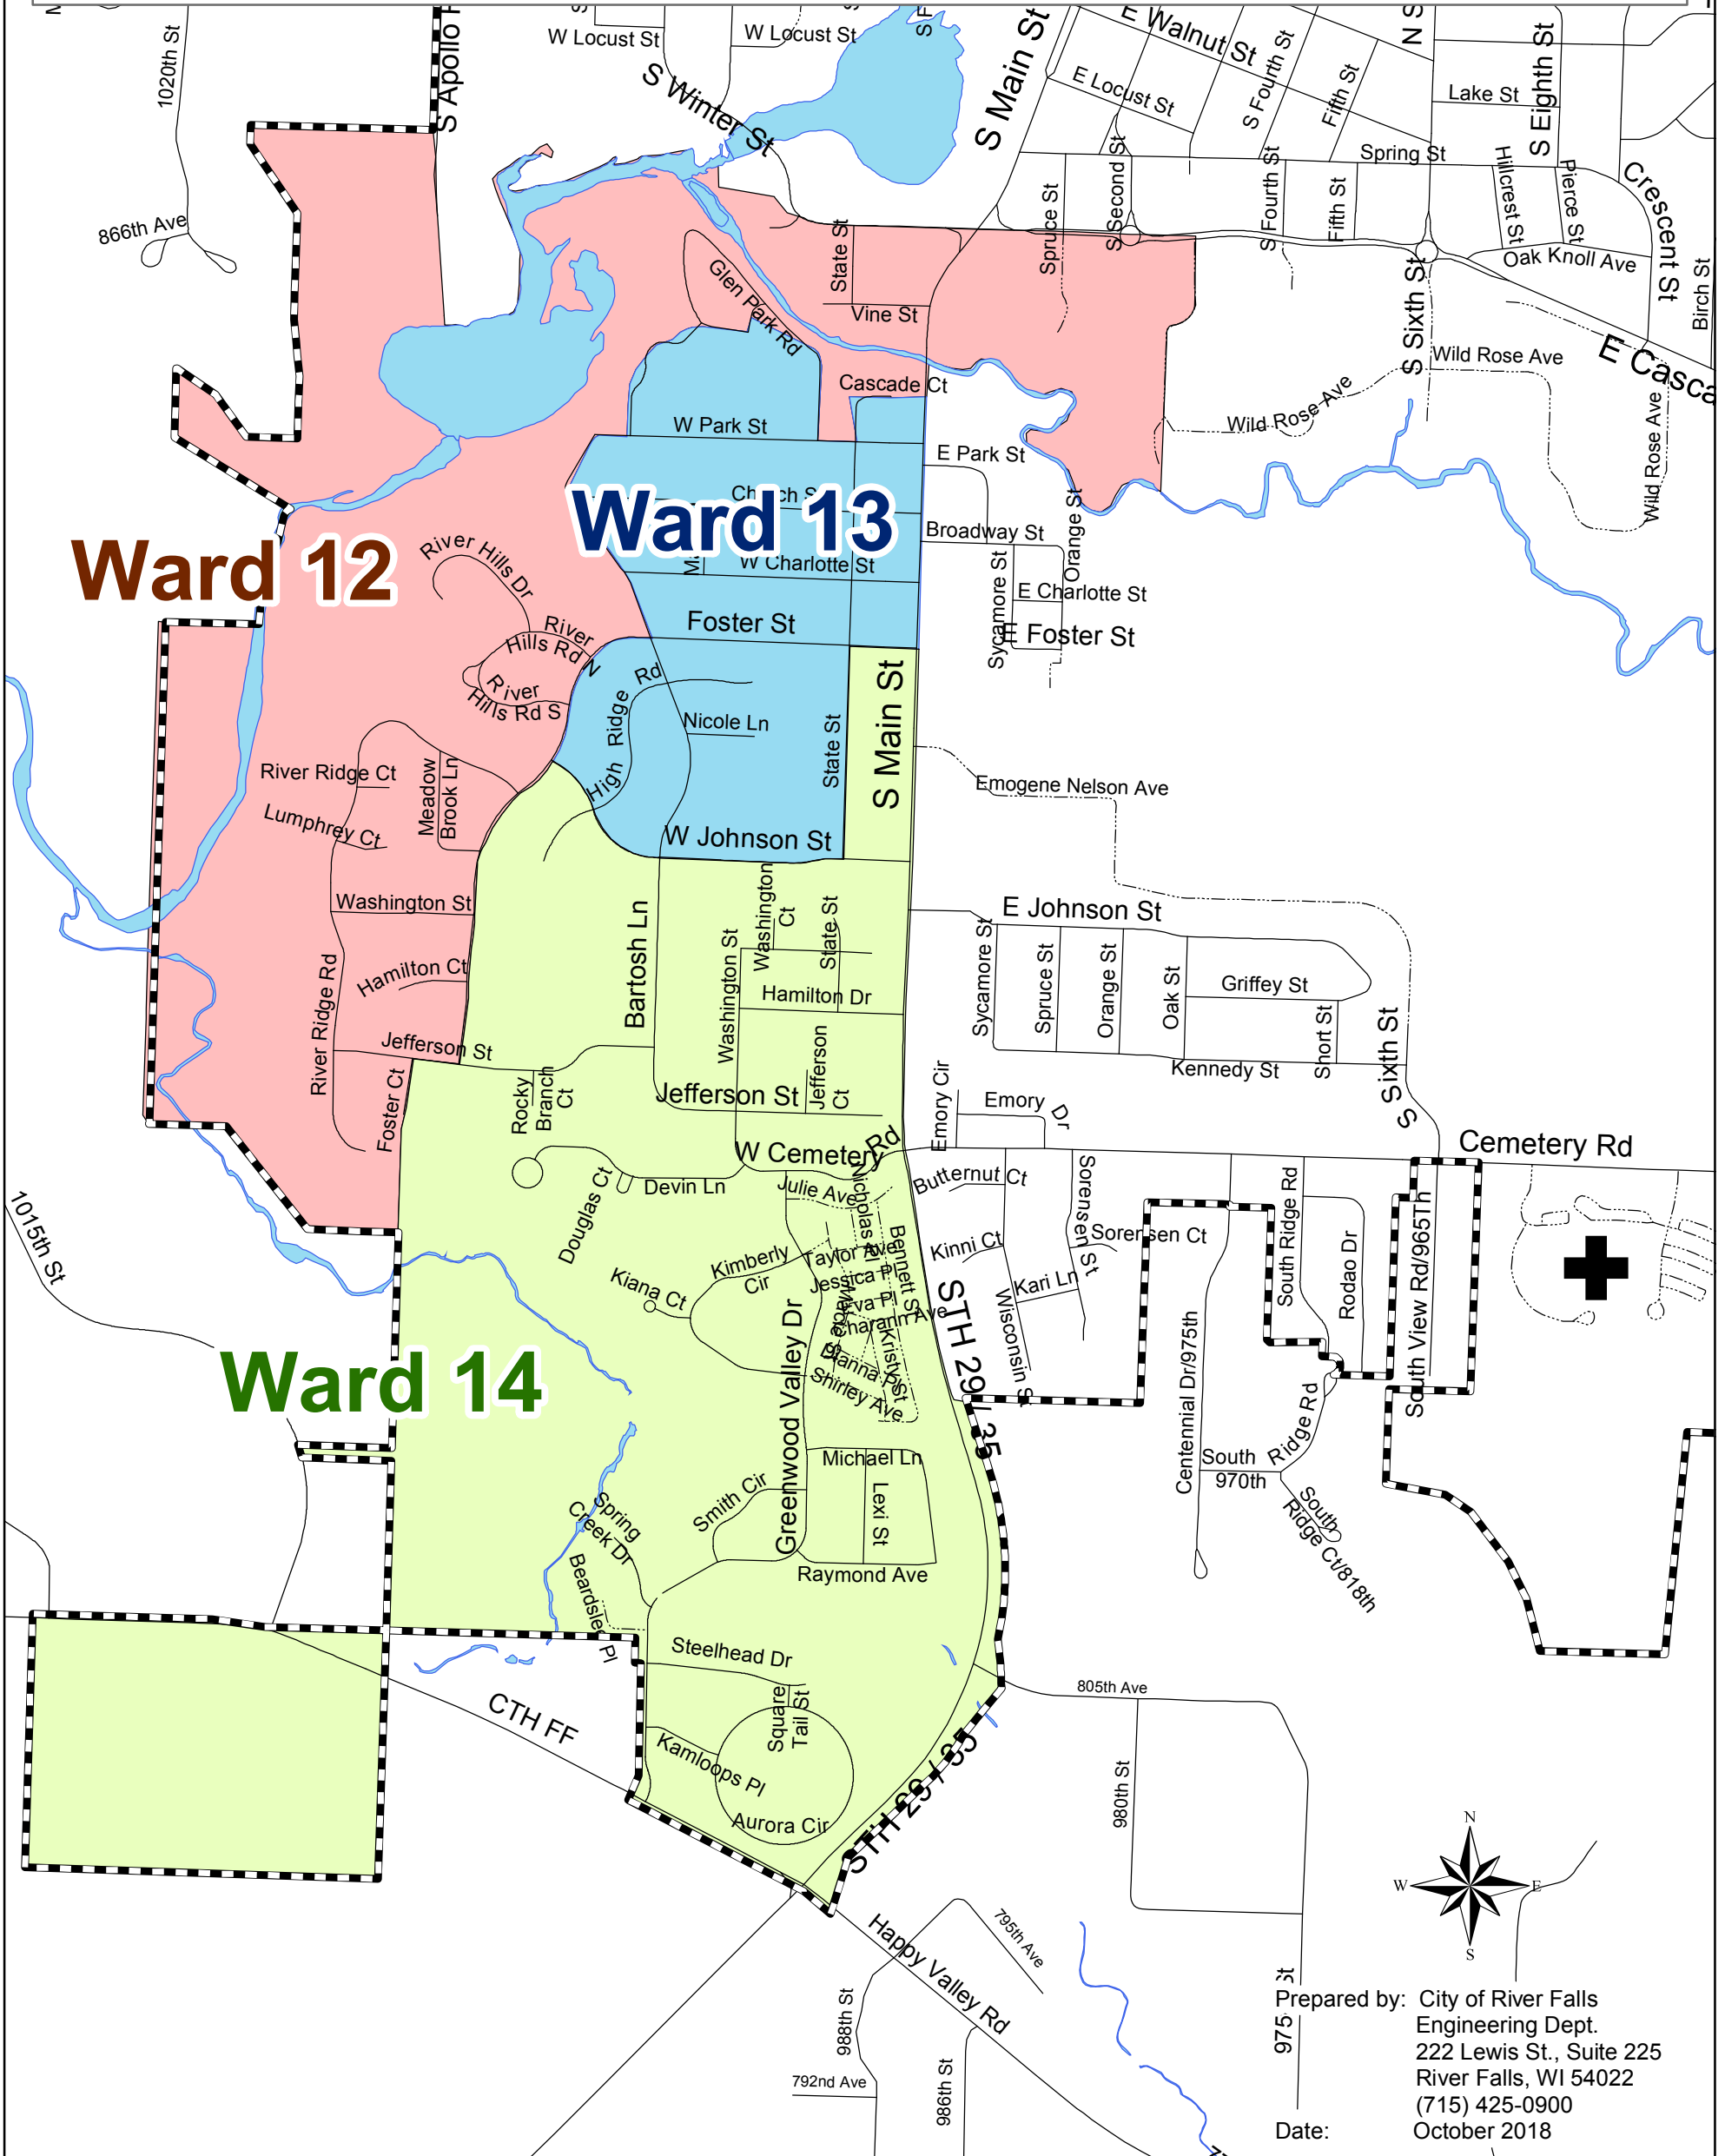 1020th St
S Apollo
W Locust St
W Locust St
S Winter St
S Main St
E Walnut St
E Locust St
S Fourth St
Fifth St
N S
Lake St
S Eighth St
Spring St
Hillcrest St
Pierce St
Crescent St
866th Ave
Spruce St
S Second St
S Fourth St
Fifth St
Oak Knoll Ave
Birch St
State St
Glen Park Rd
Vine St
S Sixth St
Wild Rose Ave
E Casca
Cascade Ct
Wild Rose Ave
Wild Rose Ave
W Park St
E Park St
Ward 13
Broadway St
Orange St
Ward 12
River Hills Dr
W Charlotte St
Sycamore St
E Charlotte St
Foster St
E Foster St
River
Hills Rd N
River
Hills Rd S
High Ridge Rd
Nicole Ln
State St
S Main St
River Ridge Ct
Meadow
Brook Ln
Lumphrey Ct
Emogene Nelson Ave
W Johnson St
Washington St
Washington
Ct
State St
E Johnson St
Bartosh Ln
Washington St
Sycamore St
Spruce St
Orange St
Oak St
Griffey St
Short St
Hamilton Ct
Hamilton Dr
River Ridge Rd
Jefferson St
Kennedy St
Sixth St S
Foster Ct
Rocky
Branch
Ct
Jefferson St
Jefferson
Ct
Emory Cir
Emory Dr
W Cemetery Rd
Cemetery Rd
1015th St
Douglas Ct
Devin Ln
Julie Ave
Nicholas Pl
Butternut Ct
Sorensen St
Sorensen Ct
South Ridge Rd
Rodao Dr
South View Rd/965Th
Kimberly
Cir
Kiana Ct
Taylor Ave
Jessica Pl
Bennett St
Kinni Ct
Kari Ln
Wisconsin St
Charann Ave
Kristy St
Dianna Pl
Shirley Ave
Greenwood Valley Dr
STH 29 / 35
Centennial Dr/975th
Ward 14
Michael Ln
Lexi St
Smith Cir
South
Ridge Rd
970th
South
Ridge Ct/818th
Spring
Creek Dr
Beardslee Pl
Raymond Ave
Steelhead Dr
805th Ave
Square
Tail St
CTH FF
Kamloops Pl
Aurora Cir
STH 29 / 35
980th St
N
W
E
S
Happy Valley Rd
795th Ave
988th St
986th St
792nd Ave
975 St
Prepared by: City of River Falls
Engineering Dept.
222 Lewis St., Suite 225
River Falls, WI 54022
(715) 425-0900
Date: October 2018